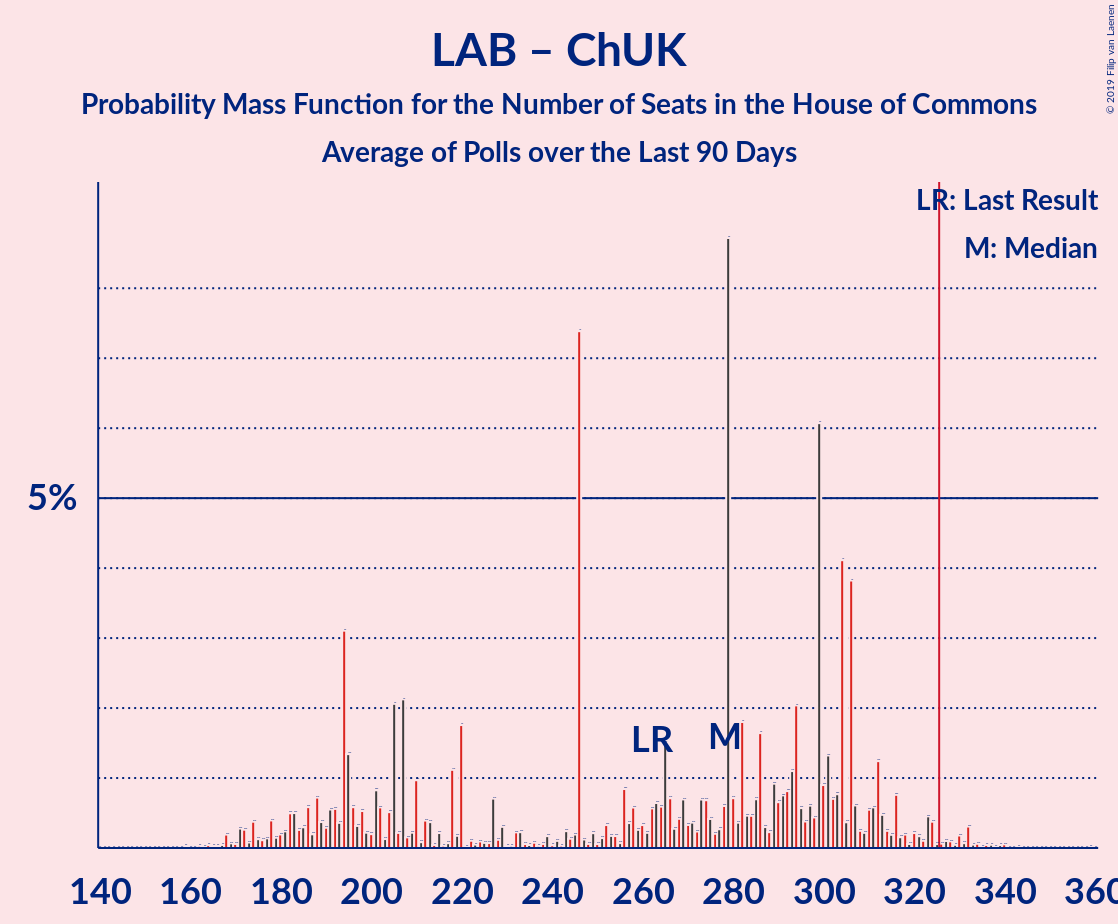 LAB – ChUK
Probability Mass Function for the Number of Seats in the House of Commons
Average of Polls over the Last 90 Days
© 2019 Filip van Laenen
LR: Last Result
M: Median
5%
LR M
140 160 180 200 220 240 260 280 300 320 340 360